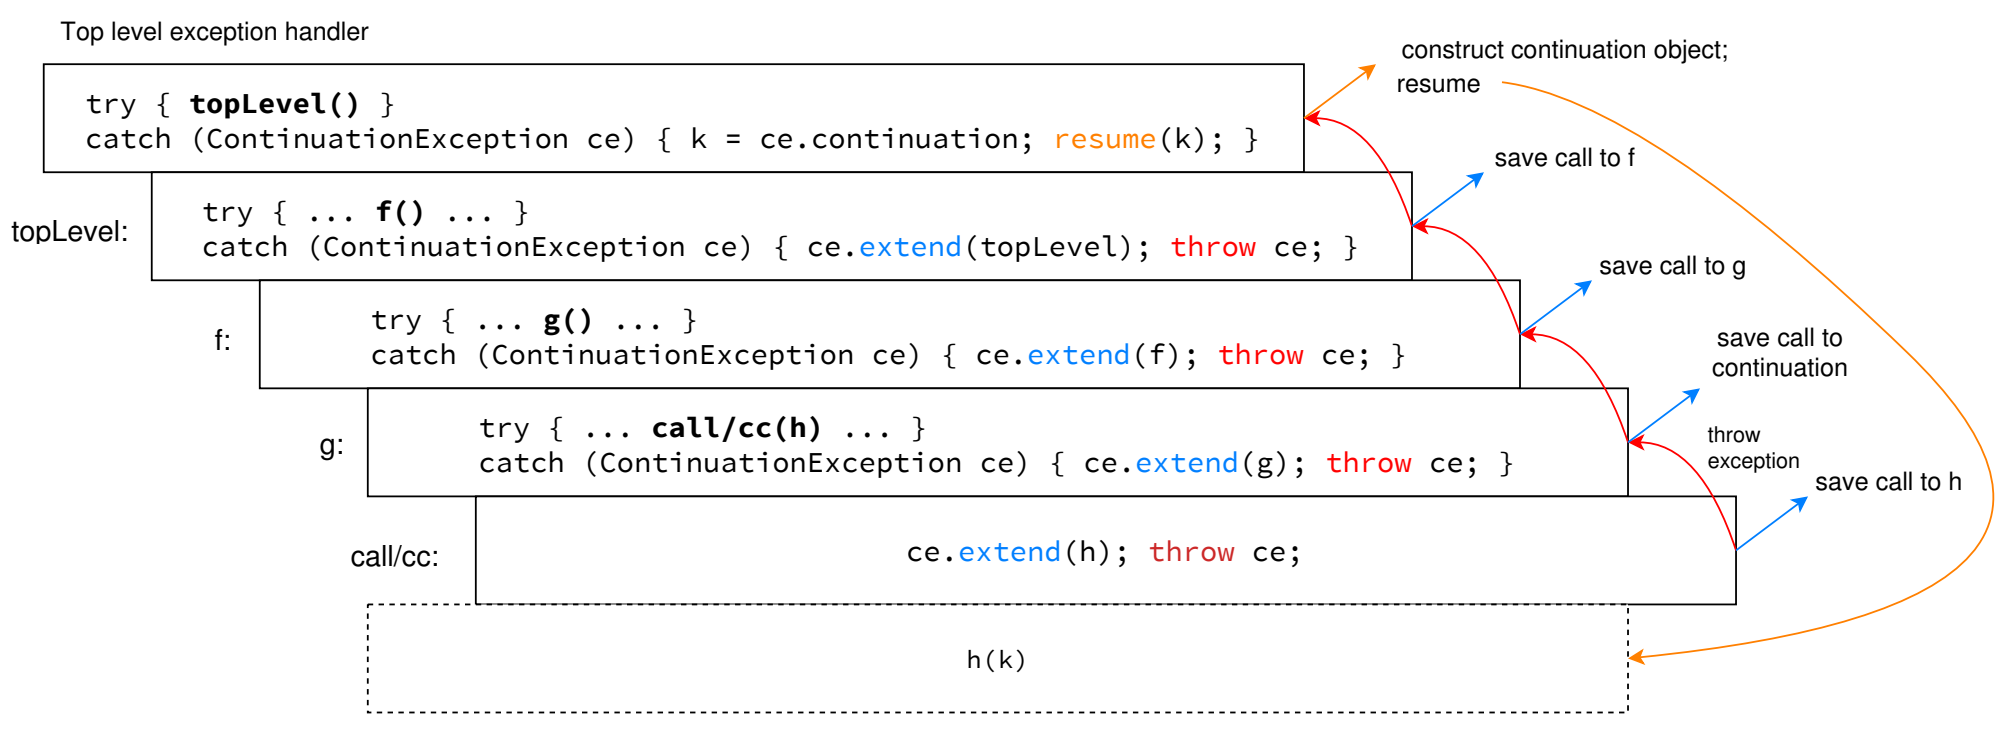 Top level exception handler
construct continuation object;
resume
try { topLevel() }
catch (ContinuationException ce) { k = ce.continuation; resume(k); }
save call to f
topLevel:
try { ... f() ... }
catch (ContinuationException ce) { ce.extend(topLevel); throw ce; }
save call to g
f:
try { ... g() ... }
catch (ContinuationException ce) { ce.extend(f); throw ce; }
save call to
continuation
g:
try { ... call/cc(h) ... }
catch (ContinuationException ce) { ce.extend(g); throw ce; }
throw
exception
save call to h
call/cc:
ce.extend(h); throw ce;
h(k)